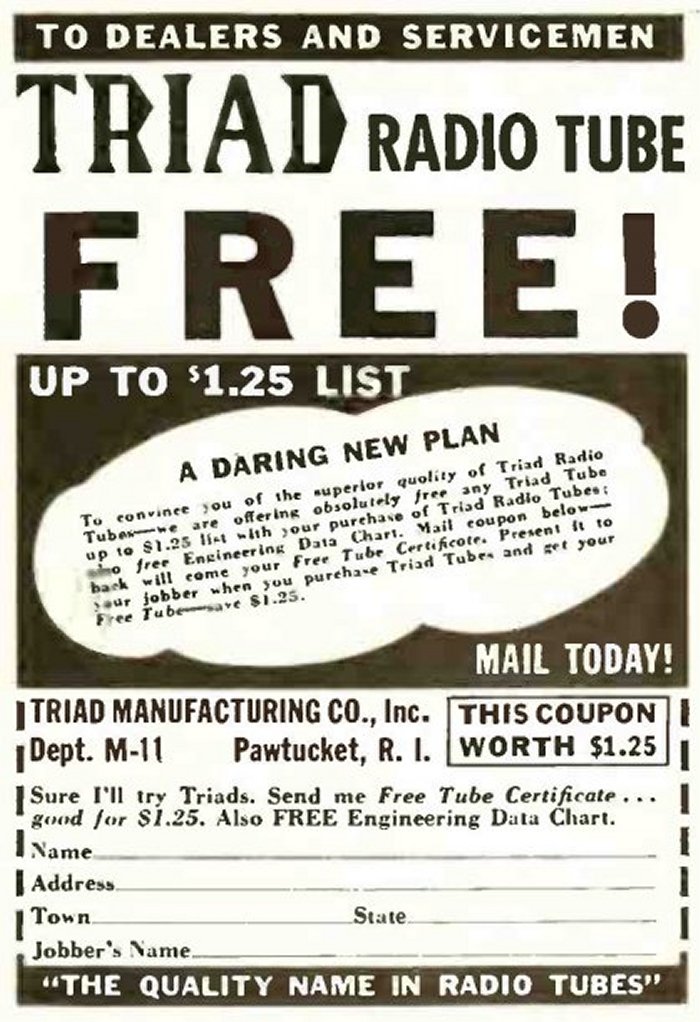 TO DEALERS AND SERVICEMEN
TRIAD RADIO TUBE
FREE!
UP TO $1.25 LIST
A DARING NEW PLAN
To convince you of the superior quality of Triad Radio
Tubes—we are offering absolutely free any Triad Tube
up to $1.25 list with your purchase of Triad Radio Tubes;
also free Engineering Data Chart. Mail coupon below—
back will come your Free Tube Certificate. Present it to
your jobber when you purchase Triad Tubes and get your
Free Tube—save $1.25.
MAIL TODAY!
TRIAD MANUFACTURING CO., Inc.
Dept. M-11 Pawtucket, R. I.
THIS COUPON
WORTH $1.25
Sure I'll try Triads. Send me Free Tube Certificate...
good for $1.25. Also FREE Engineering Data Chart.
Name
Address
Town State
Jobber's Name
"THE QUALITY NAME IN RADIO TUBES"